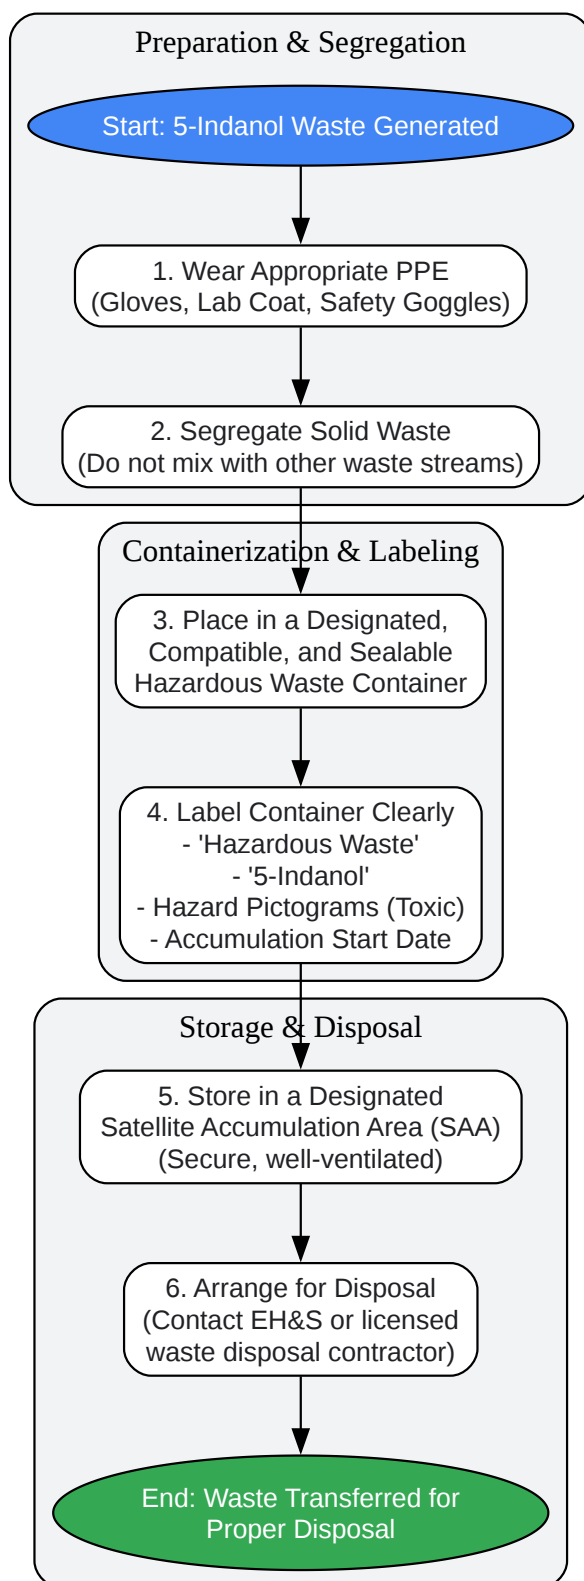 Preparation & Segregation
Start: 5-Indanol Waste Generated
1. Wear Appropriate PPE
(Gloves, Lab Coat, Safety Goggles)
2. Segregate Solid Waste
(Do not mix with other waste streams)
Containerization & Labeling
3. Place in a Designated,
Compatible, and Sealable
Hazardous Waste Container
4. Label Container Clearly
- 'Hazardous Waste'
- '5-Indanol'
- Hazard Pictograms (Toxic)
- Accumulation Start Date
Storage & Disposal
5. Store in a Designated
Satellite Accumulation Area (SAA)
(Secure, well-ventilated)
6. Arrange for Disposal
(Contact EH&S or licensed
waste disposal contractor)
End: Waste Transferred for
Proper Disposal